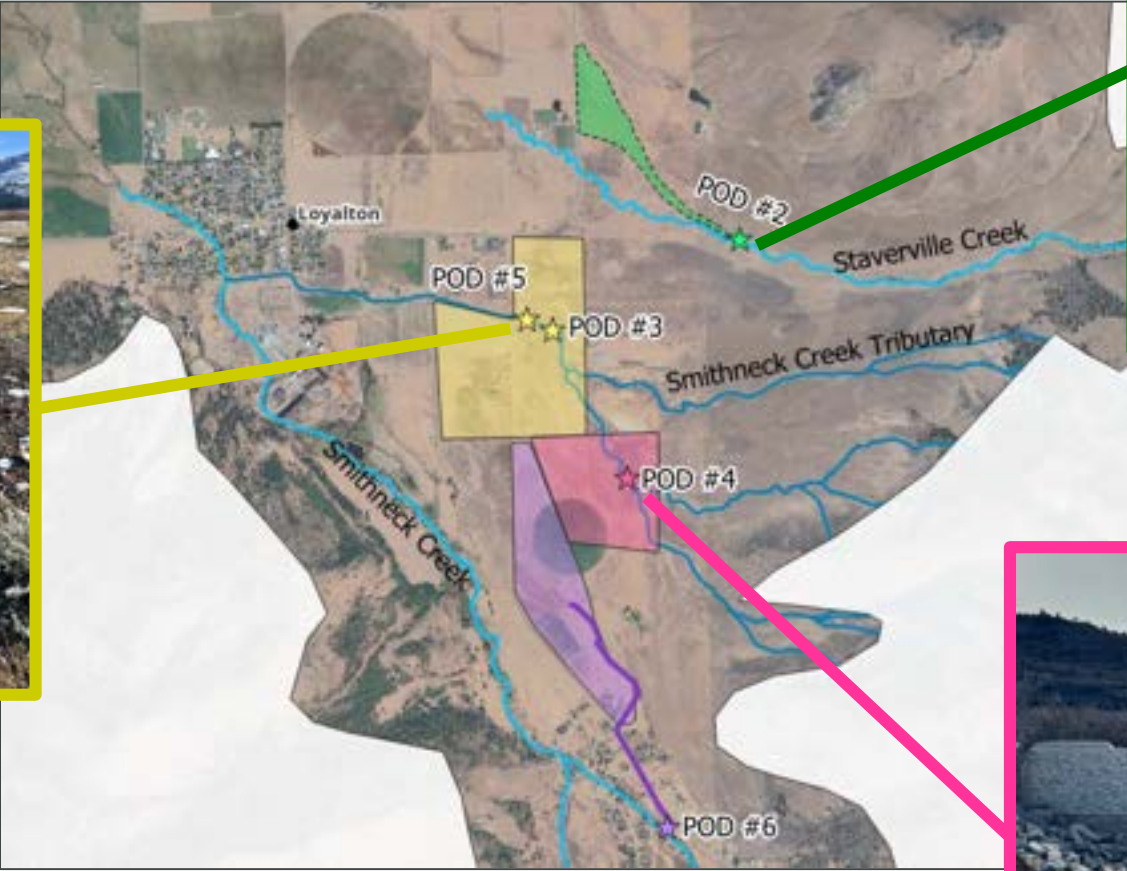 POD #2
Loyalton
Staverville Creek
POD #5
POD #3
Smithneck Creek Tributary
POD #4
Smithneck Creek
POD #6